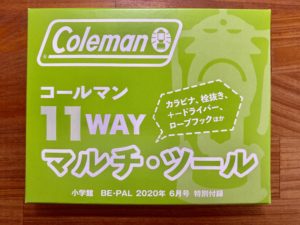 Coleman
コールマン
11WAY
カラビナ、栓抜き、
+ードライバー、
ロープフックほか
マルチ・ツール
小学館 BE-PAL 2020年 6月号 特別付録